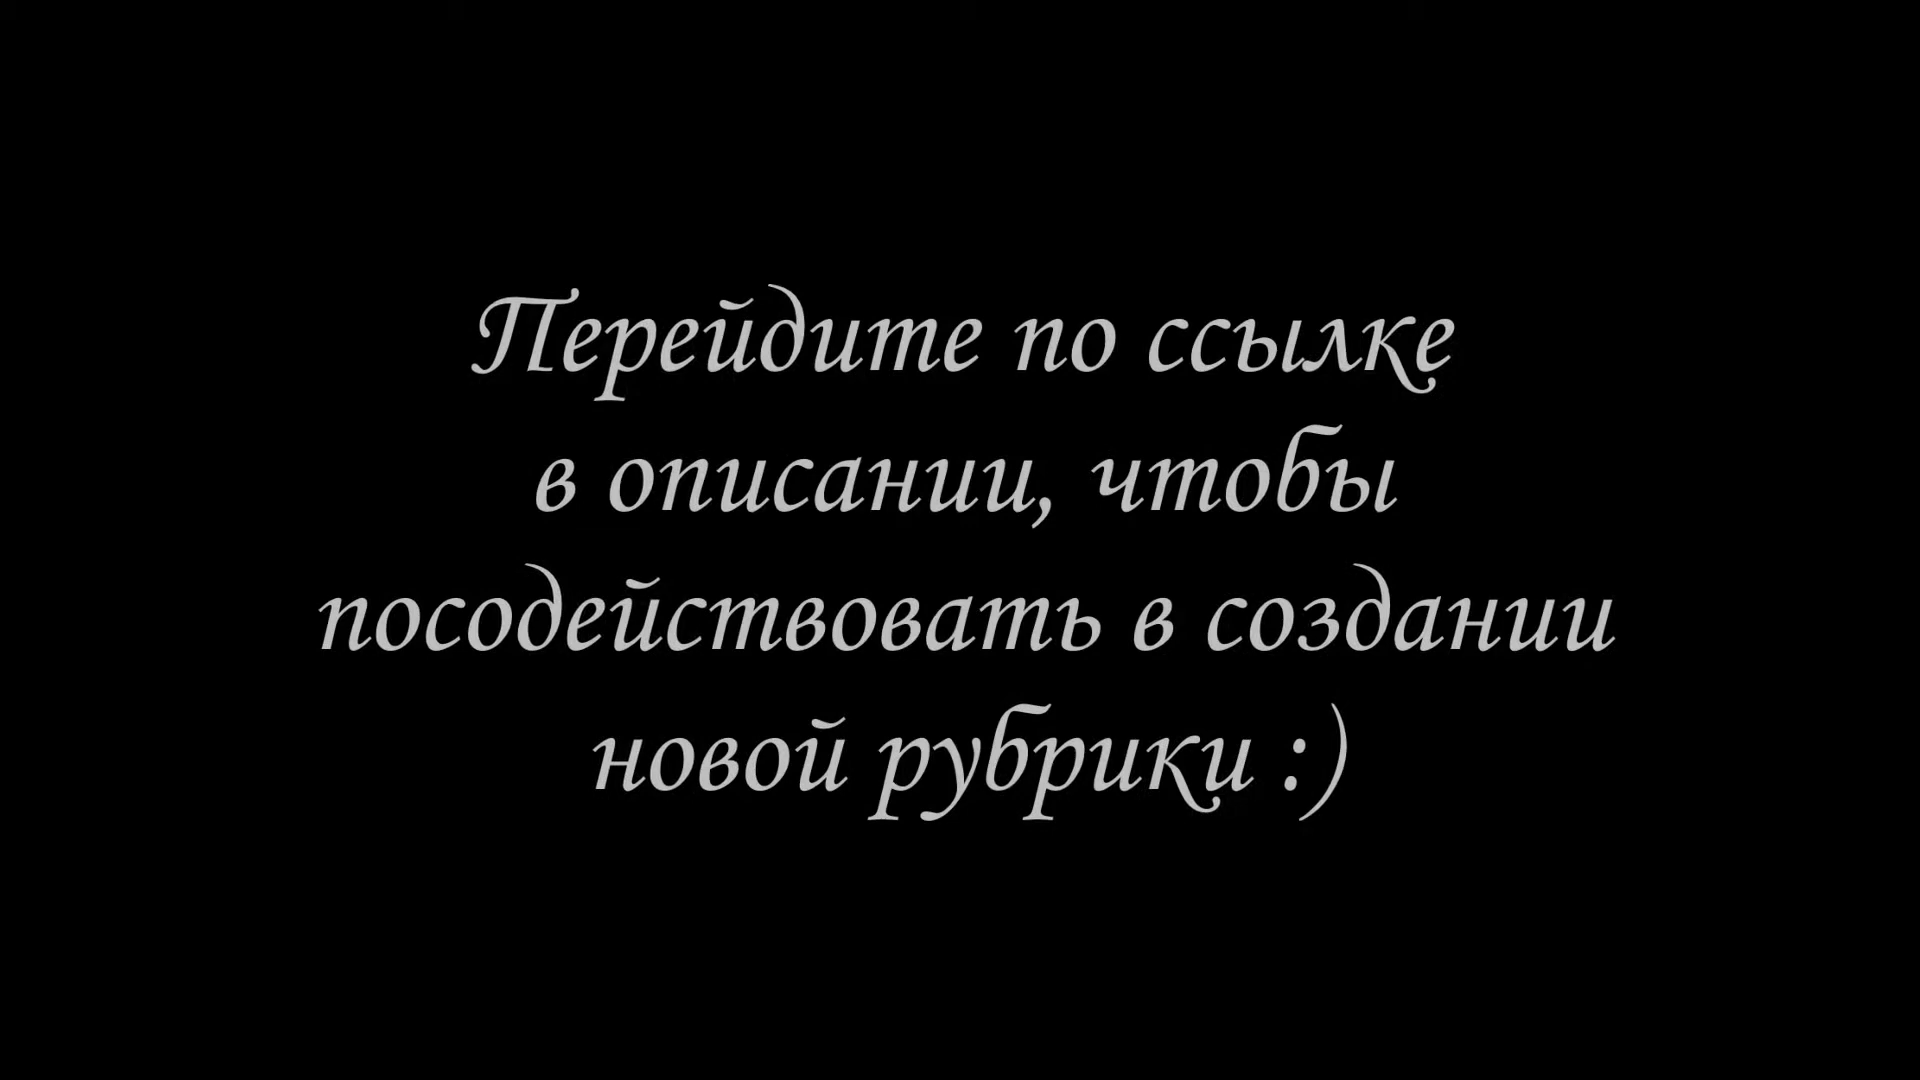 Перейдите по ссылке
в описании, чтобы
посодействовать в создании
новой рубрики :)